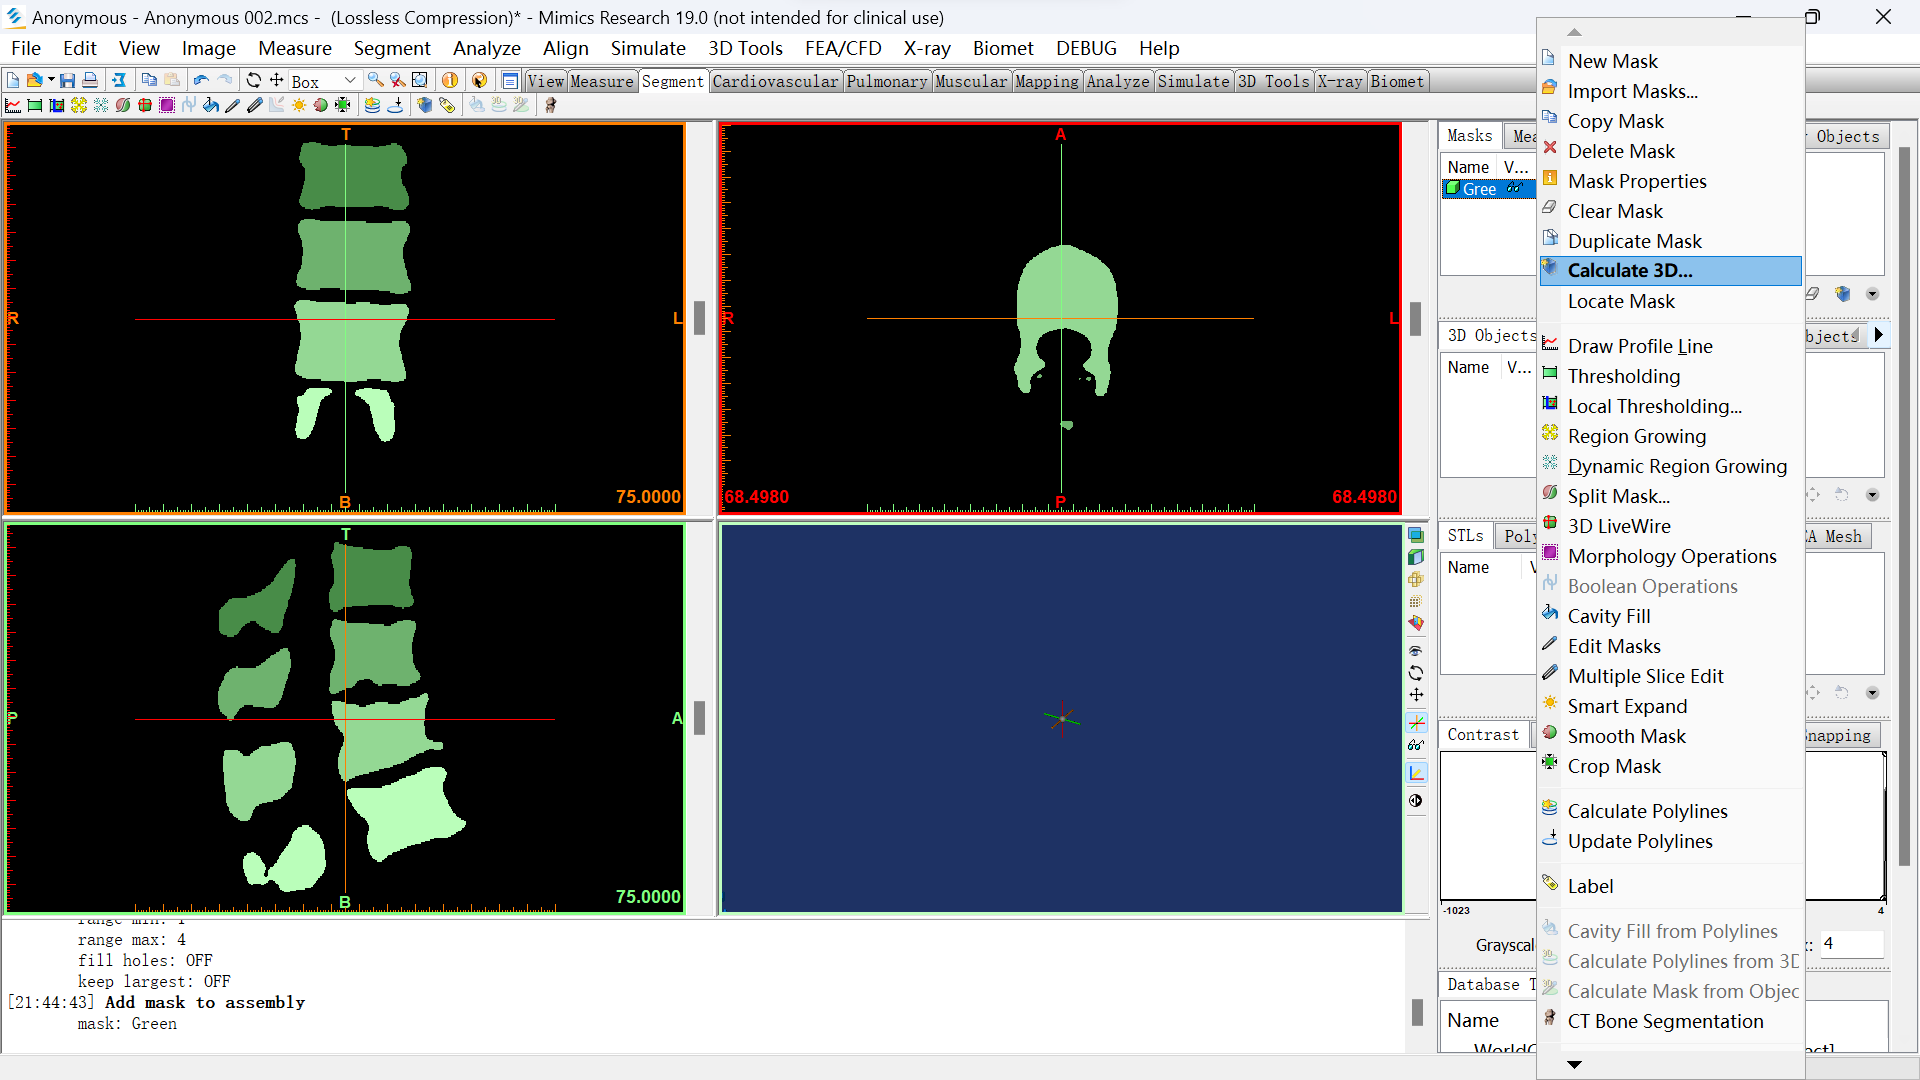 Anonymous - Anonymous 002.mcs - (Lossless Compression)* - Mimics Research 19.0 (not intended for clinical use)
File Edit View Image Measure Segment Analyze Align Simulate 3D Tools FEA/CFD X-ray Biomet DEBUG Help
Box View Measure Segment Cardiovascular Pulmonary Muscular Mapping Analyze Simulate 3D Tools X-ray Biomet
T
R
L
B
75.0000
A
R
L
P
68.4980
68.4980
T
P
A
B
75.0000
range max: 4
fill holes: OFF
keep largest: OFF
[21:44:43] Add mask to assembly
mask: Green
Masks Mea Objects
Name V...
Gree
3D Objects bjects
Name V...
STLs Poly EA Mesh
Name V
Contrast Snapping
-1023
4
Grayscal : 4
Database T
Name
New Mask
Import Masks...
Copy Mask
Delete Mask
Mask Properties
Clear Mask
Duplicate Mask
Calculate 3D...
Locate Mask
Draw Profile Line
Thresholding
Local Thresholding...
Region Growing
Dynamic Region Growing
Split Mask...
3D LiveWire
Morphology Operations
Boolean Operations
Cavity Fill
Edit Masks
Multiple Slice Edit
Smart Expand
Smooth Mask
Crop Mask
Calculate Polylines
Update Polylines
Label
Cavity Fill from Polylines
Calculate Polylines from 3D
Calculate Mask from Objec
CT Bone Segmentation